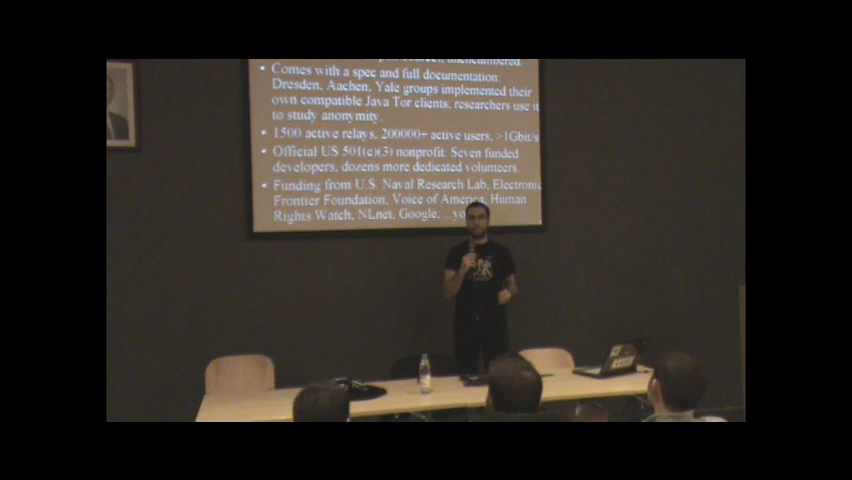 unencumbered.
• Comes with a spec and full documentation:
Dresden, Aachen, Yale groups implemented their
own compatible Java Tor clients; researchers use it
to study anonymity.
• 1500 active relays, 200000+ active users, >1Gbit/s
• Official US 501(c)(3) nonprofit. Seven funded
developers, dozens more dedicated volunteers.
• Funding from U.S. Naval Research Lab, Electronic
Frontier Foundation, Voice of America, Human
Rights Watch, NLnet, Google, ...yo